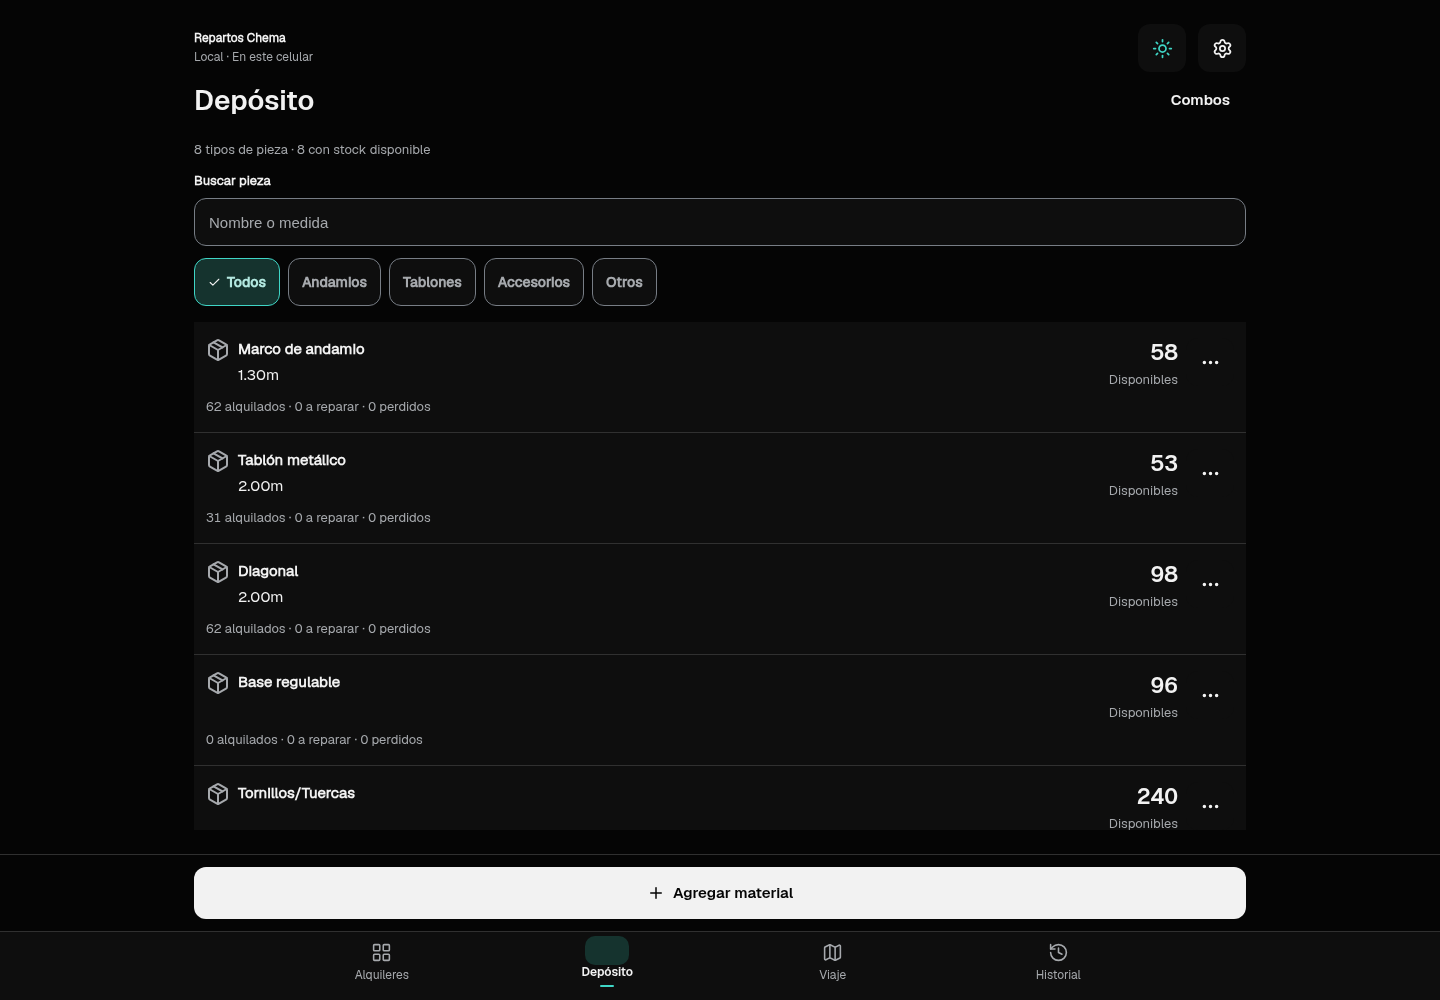 Repartos Chema
Local · En este celular
Depósito
Combos
8 tipos de pieza · 8 con stock disponible
Buscar pieza
Nombre o medida
Todos
Andamios
Tablones
Accesorios
Otros
Marco de andamio
58
1.30m
Disponibles
62 alquilados · 0 a reparar · 0 perdidos
Tablón metálico
53
2.00m
Disponibles
31 alquilados · 0 a reparar · 0 perdidos
Diagonal
98
2.00m
Disponibles
62 alquilados · 0 a reparar · 0 perdidos
Base regulable
96
Disponibles
0 alquilados · 0 a reparar · 0 perdidos
Tornillos/Tuercas
240
Disponibles
Agregar material
Alquileres
Depósito
Viaje
Historial